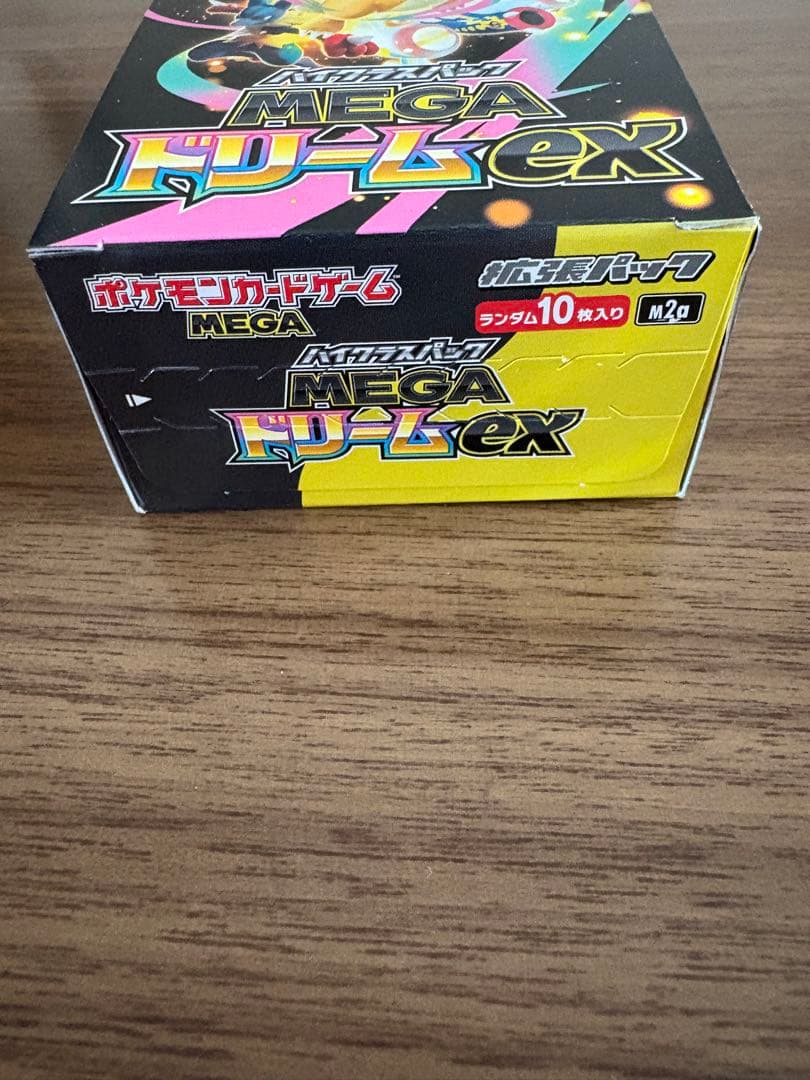 ハイクラスパック
MEGA
ドリームex
ポケモンカードゲーム™
MEGA
拡張パック
ランダム10枚入り
M2a
ハイクラスパック
MEGA
ドリームex